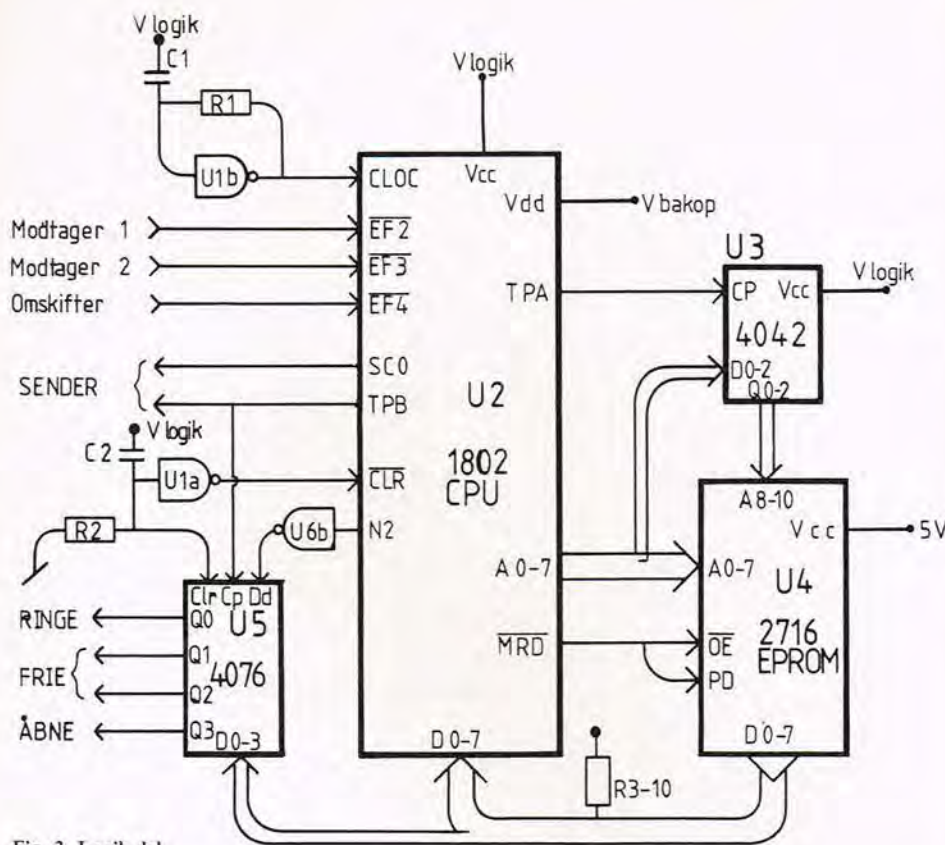 V logik
C1
R1
U1b
V logik
CLOC
Vcc
Vdd
V bakop
Modtager 1
EF2
Modtager 2
EF3
Omskifter
EF4
TPA
U3
CP
Vcc
V logik
4042
D0-2
Q0-2
SENDER
SC0
TPB
U2
V logik
C2
U1a
CLR
1802
CPU
R2
U6b
N2
A8-10
Vcc
5V
A0-7
A0-7
U4
Clr Cp Dd
U5
RINGE
Q0
MRD
OE
2716
EPROM
PD
FRIE
Q1
4076
Q2
ÅBNE
Q3
D0-3
D0-7
D0-7
R3-10